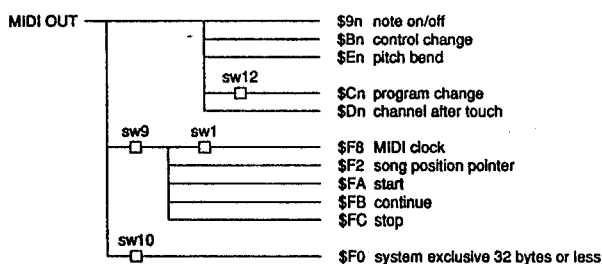 MIDI OUT
$9n note on/off
$Bn control change
$En pitch bend
sw12
$Cn program change
$Dn channel after touch
sw9 sw1
$F8 MIDI clock
$F2 song position pointer
$FA start
$FB continue
$FC stop
sw10
$F0 system exclusive 32 bytes or less